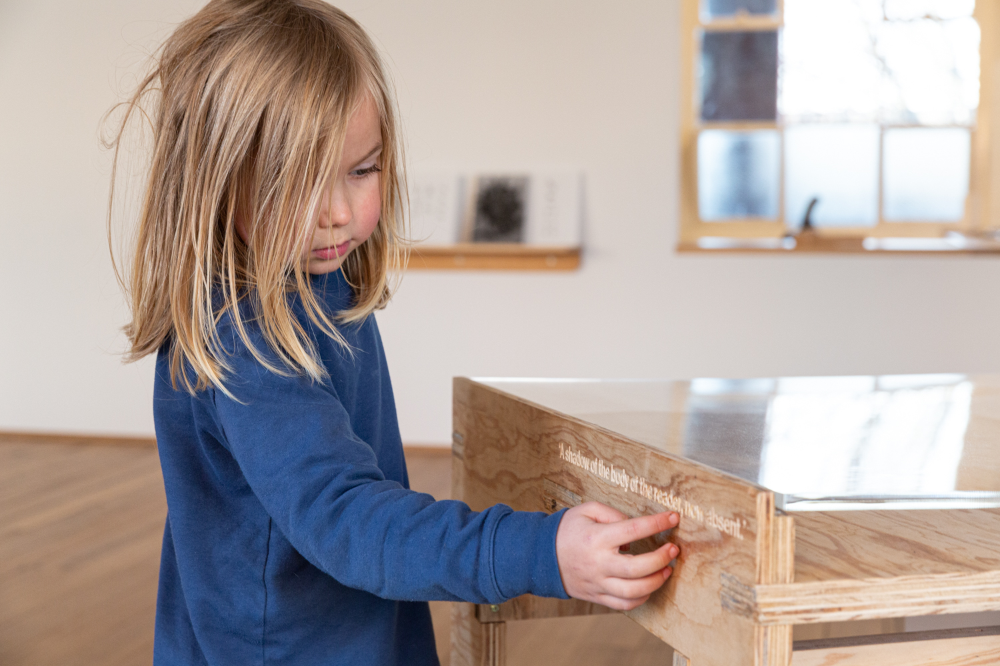 ‘A shadow of the body of the reader, now absent.’